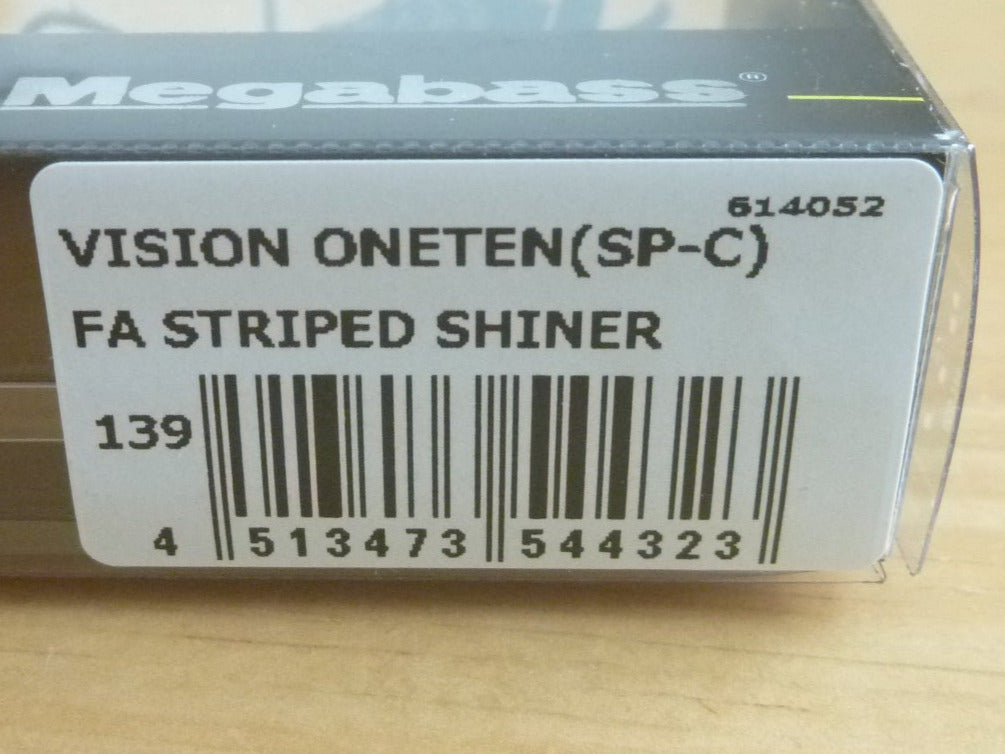 Megabass®
614052
VISION ONETEN(SP-C)
FA STRIPED SHINER
139
4 513473 544323